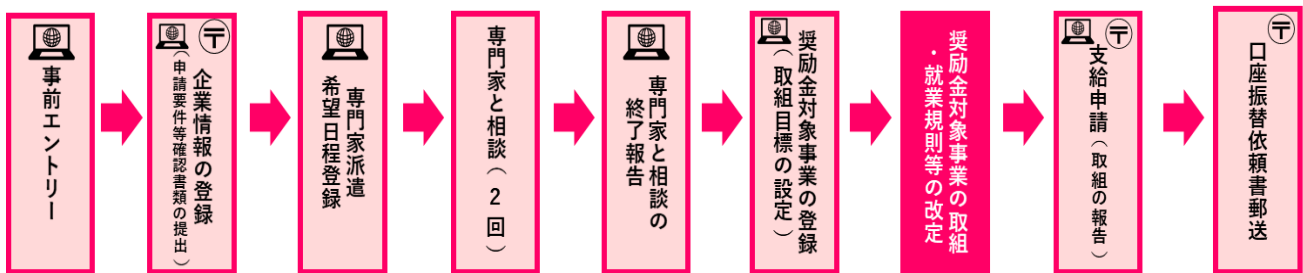 事前エントリー
〒
企業情報の登録
（申請要件等確認書類の提出）
専門家派遣
希望日程登録
専門家と相談（2回）
専門家と相談の
終了報告
奨励金対象事業の登録
（取組目標の設定）
奨励金対象事業の取組
・就業規則等の改定
〒
支給申請（取組の報告）
〒
口座振替依頼書郵送